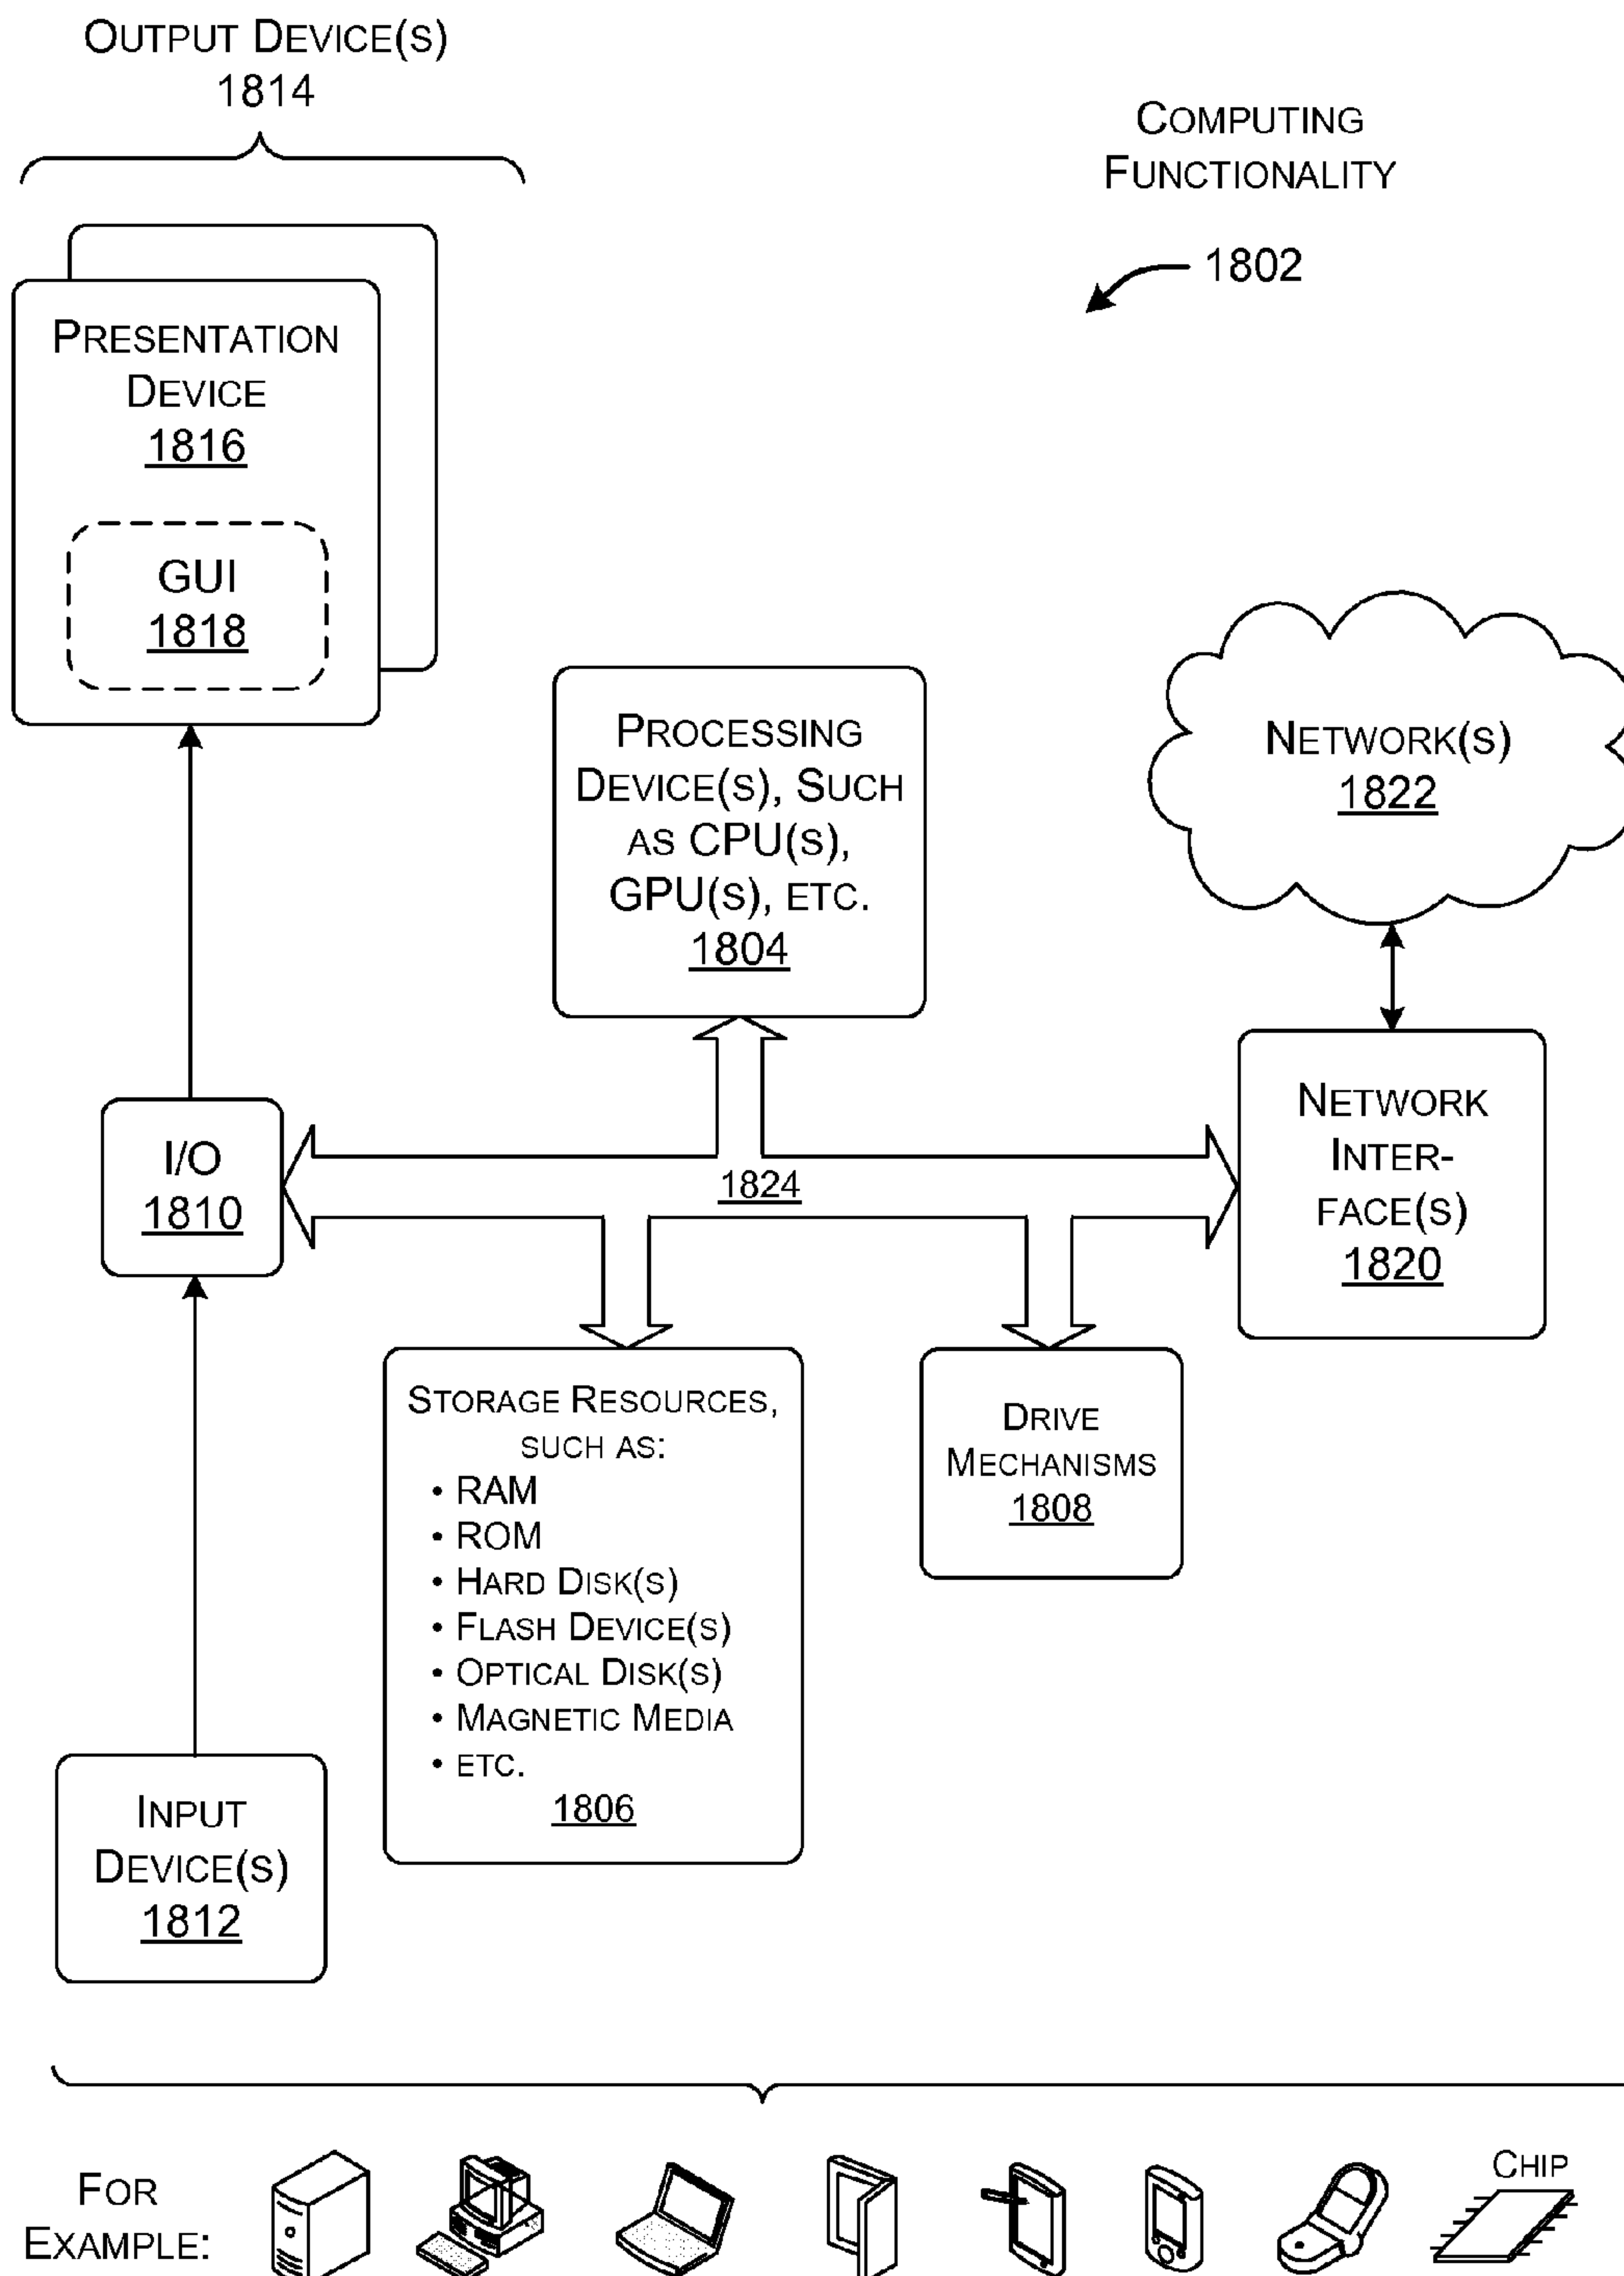 OUTPUT DEVICE(S)
1814
COMPUTING
FUNCTIONALITY
1802
PRESENTATION
DEVICE
1816
GUI
1818
PROCESSING
DEVICE(S), SUCH
AS CPU(S),
GPU(S), ETC.
1804
NETWORK(S)
1822
I/O
1810
1824
NETWORK
INTER-
FACE(S)
1820
STORAGE RESOURCES,
SUCH AS:
• RAM
• ROM
• HARD DISK(S)
• FLASH DEVICE(S)
• OPTICAL DISK(S)
• MAGNETIC MEDIA
• ETC.
1806
DRIVE
MECHANISMS
1808
INPUT
DEVICE(S)
1812
FOR
EXAMPLE:
CHIP